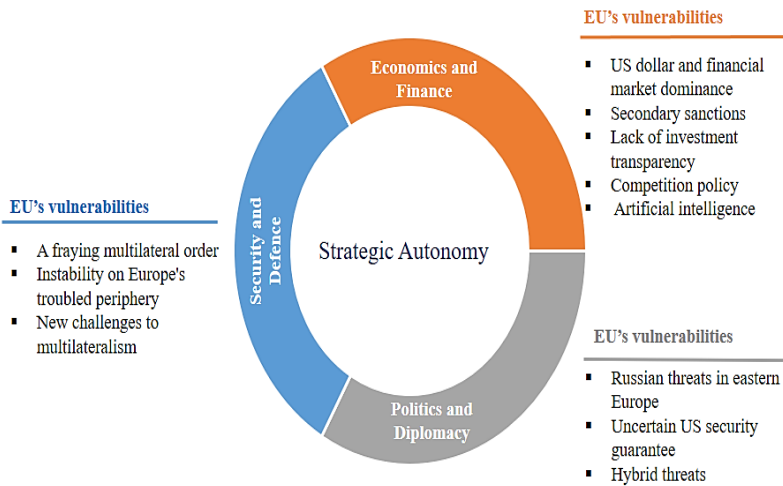 EU's vulnerabilities
▪ US dollar and financial
market dominance
▪ Secondary sanctions
▪ Lack of investment
transparency
▪ Competition policy
▪ Artificial intelligence
Economics and
Finance
EU's vulnerabilities
▪ A fraying multilateral order
▪ Instability on Europe's
troubled periphery
▪ New challenges to
multilateralism
Security and
Defence
Strategic Autonomy
Politics and
Diplomacy
EU's vulnerabilities
▪ Russian threats in eastern
Europe
▪ Uncertain US security
guarantee
▪ Hybrid threats